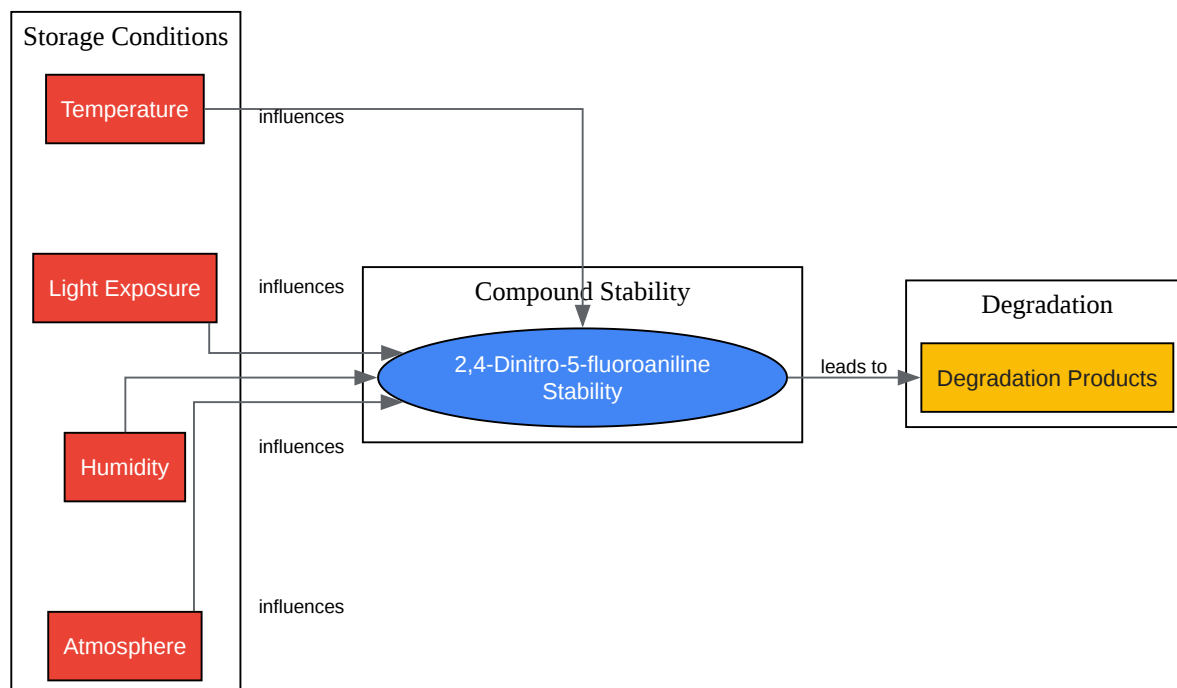 Storage Conditions
Temperature
influences
Light Exposure
influences
Compound Stability
2,4-Dinitro-5-fluoroaniline
Stability
leads to
Degradation
Degradation Products
Humidity
influences
Atmosphere
influences